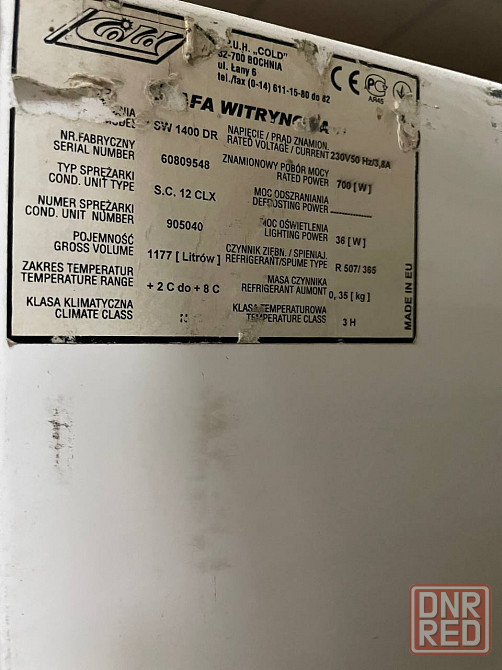 COLD
P.U.H. „COLD"
32-700 BOCHNIA
ul. Łany 6
tel./fax (0-14) 611-15-80 do 82
CE
AR45
AFA WITRYNOWA
SW 1400 DR
NAPIĘCIE / PRĄD ZNAMION.
RATED VOLTAGE / CURRENT 230V50 Hz/3,8A
NR.FABRYCZNY
SERIAL NUMBER 60809548
ZNAMIONOWY POBÓR MOCY
RATED POWER 700 [ W ]
TYP SPRĘŻARKI
COND. UNIT TYPE S.C. 12 CLX
MOC ODSZRANIANIA
DEFROSTING POWER
NUMER SPRĘŻARKI
COND. UNIT NUMBER 905040
MOC OŚWIETLENIA
LIGHTING POWER 36 [ W ]
POJEMNOŚĆ
GROSS VOLUME 1177 [ Litrów ]
CZYNNIK ZIĘBN. / SPIENIAJ.
REFRIGERANT/SPUME TYPE R 507/ 365
ZAKRES TEMPERATUR
TEMPERATURE RANGE + 2 C do + 8 C
MASA CZYNNIKA
REFRIGERANT AUMONT 0, 35 [ kg ]
KLASA KLIMATYCZNA
CLIMATE CLASS
KLASA TEMPERATUROWA
TEMPERATURE CLASS 3 H
MADE IN EU
DNR
RED